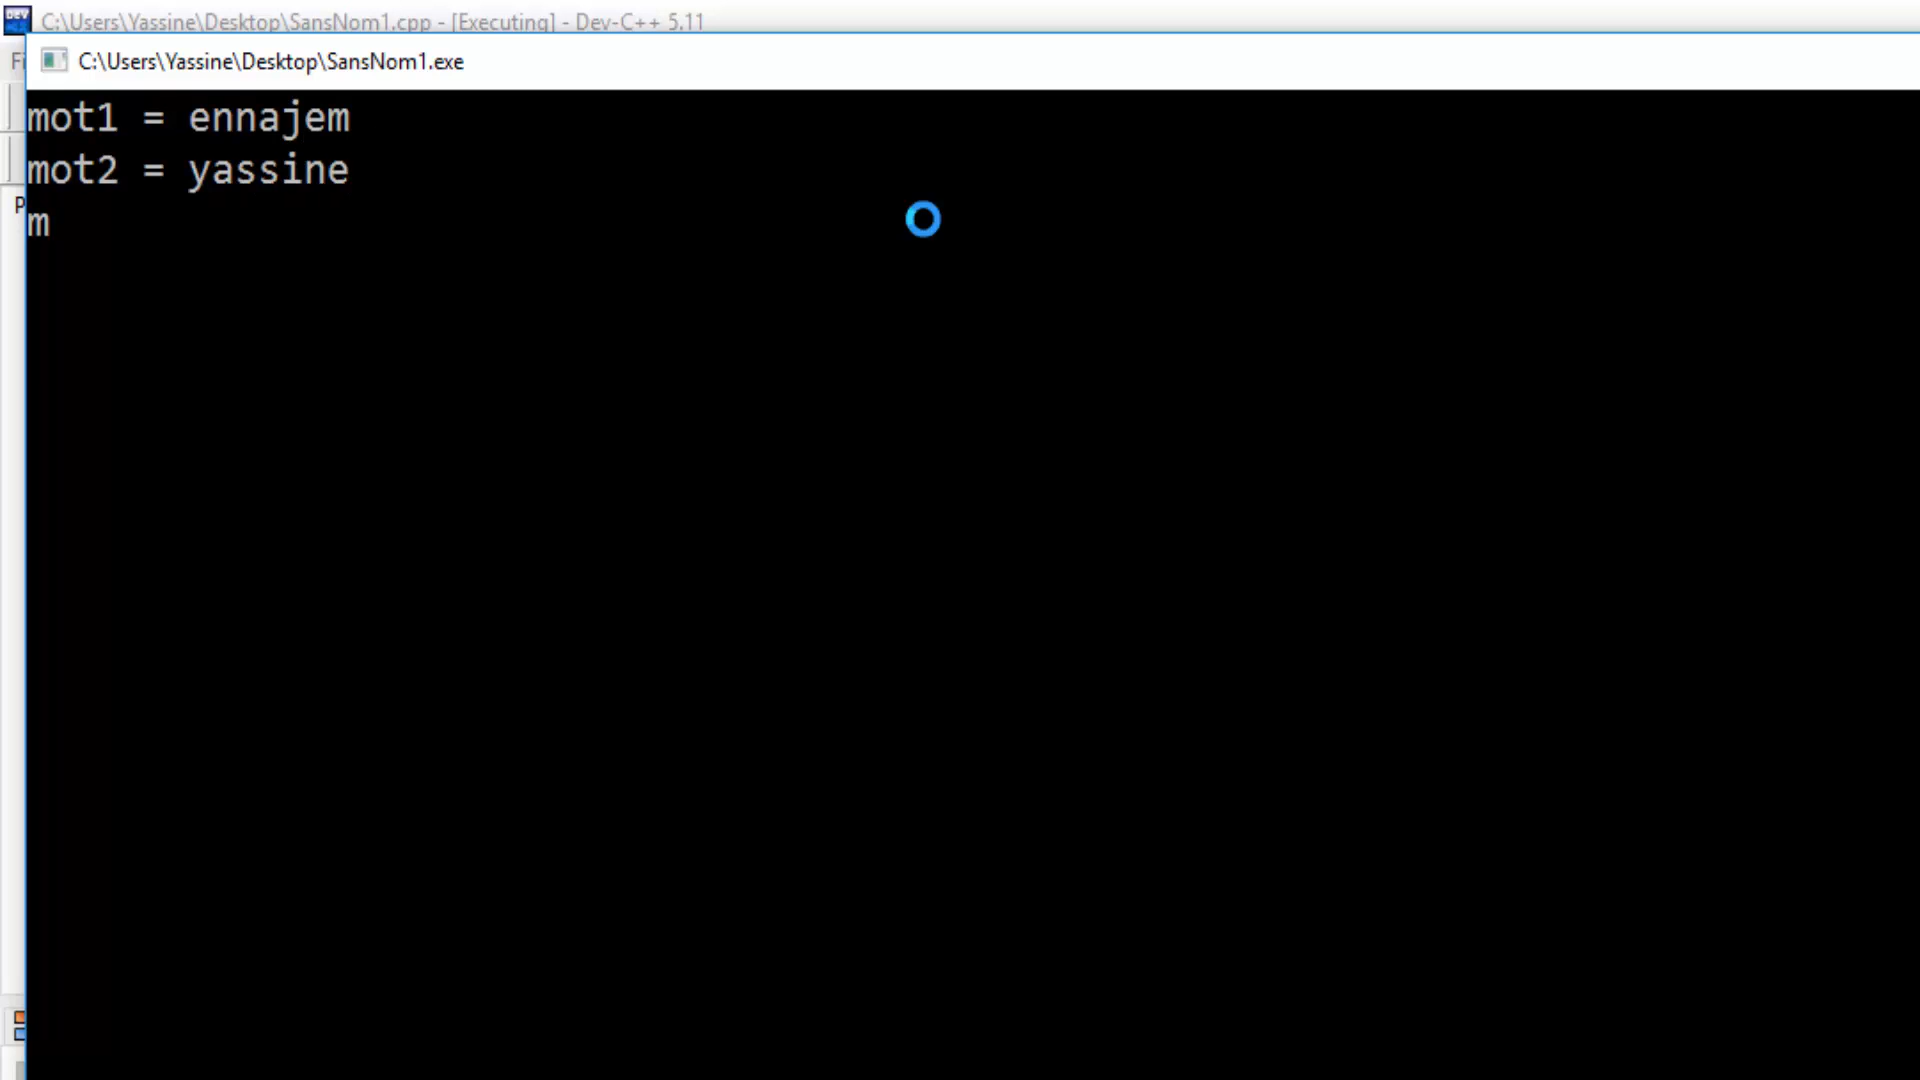 C:\Users\Yassine\Desktop\SansNom1.cpp - [Executing] - Dev-C++ 5.11
C:\Users\Yassine\Desktop\SansNom1.exe
mot1 = ennajem
mot2 = yassine
m